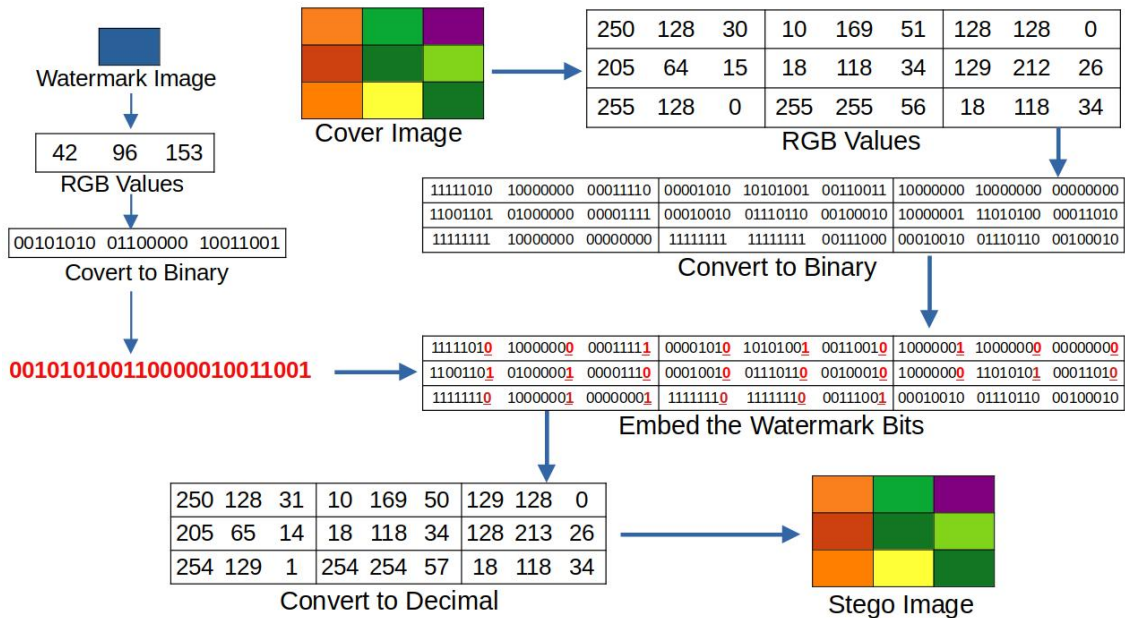 Watermark Image
42 96 153
RGB Values
00101010 01100000 10011001
Covert to Binary
001010100110000010011001
Cover Image
250 128 30 10 169 51 128 128 0
205 64 15 18 118 34 129 212 26
255 128 0 255 255 56 18 118 34
RGB Values
11111010 10000000 00011110 00001010 10101001 00110011 10000000 10000000 00000000
11001101 01000000 00001111 00010010 01110110 00100010 10000001 11010100 00011010
11111111 10000000 00000000 11111111 11111111 00111000 00010010 01110110 00100010
Convert to Binary
11111010 10000000 00011111 00001010 10101001 00110010 10000001 10000000 00000000
11001101 01000001 00001110 00010010 01110110 00100010 10000000 11010101 00011010
11111110 10000001 00000001 11111110 11111110 00111001 00010010 01110110 00100010
Embed the Watermark Bits
250 128 31 10 169 50 129 128 0
205 65 14 18 118 34 128 213 26
254 129 1 254 254 57 18 118 34
Convert to Decimal
Stego Image